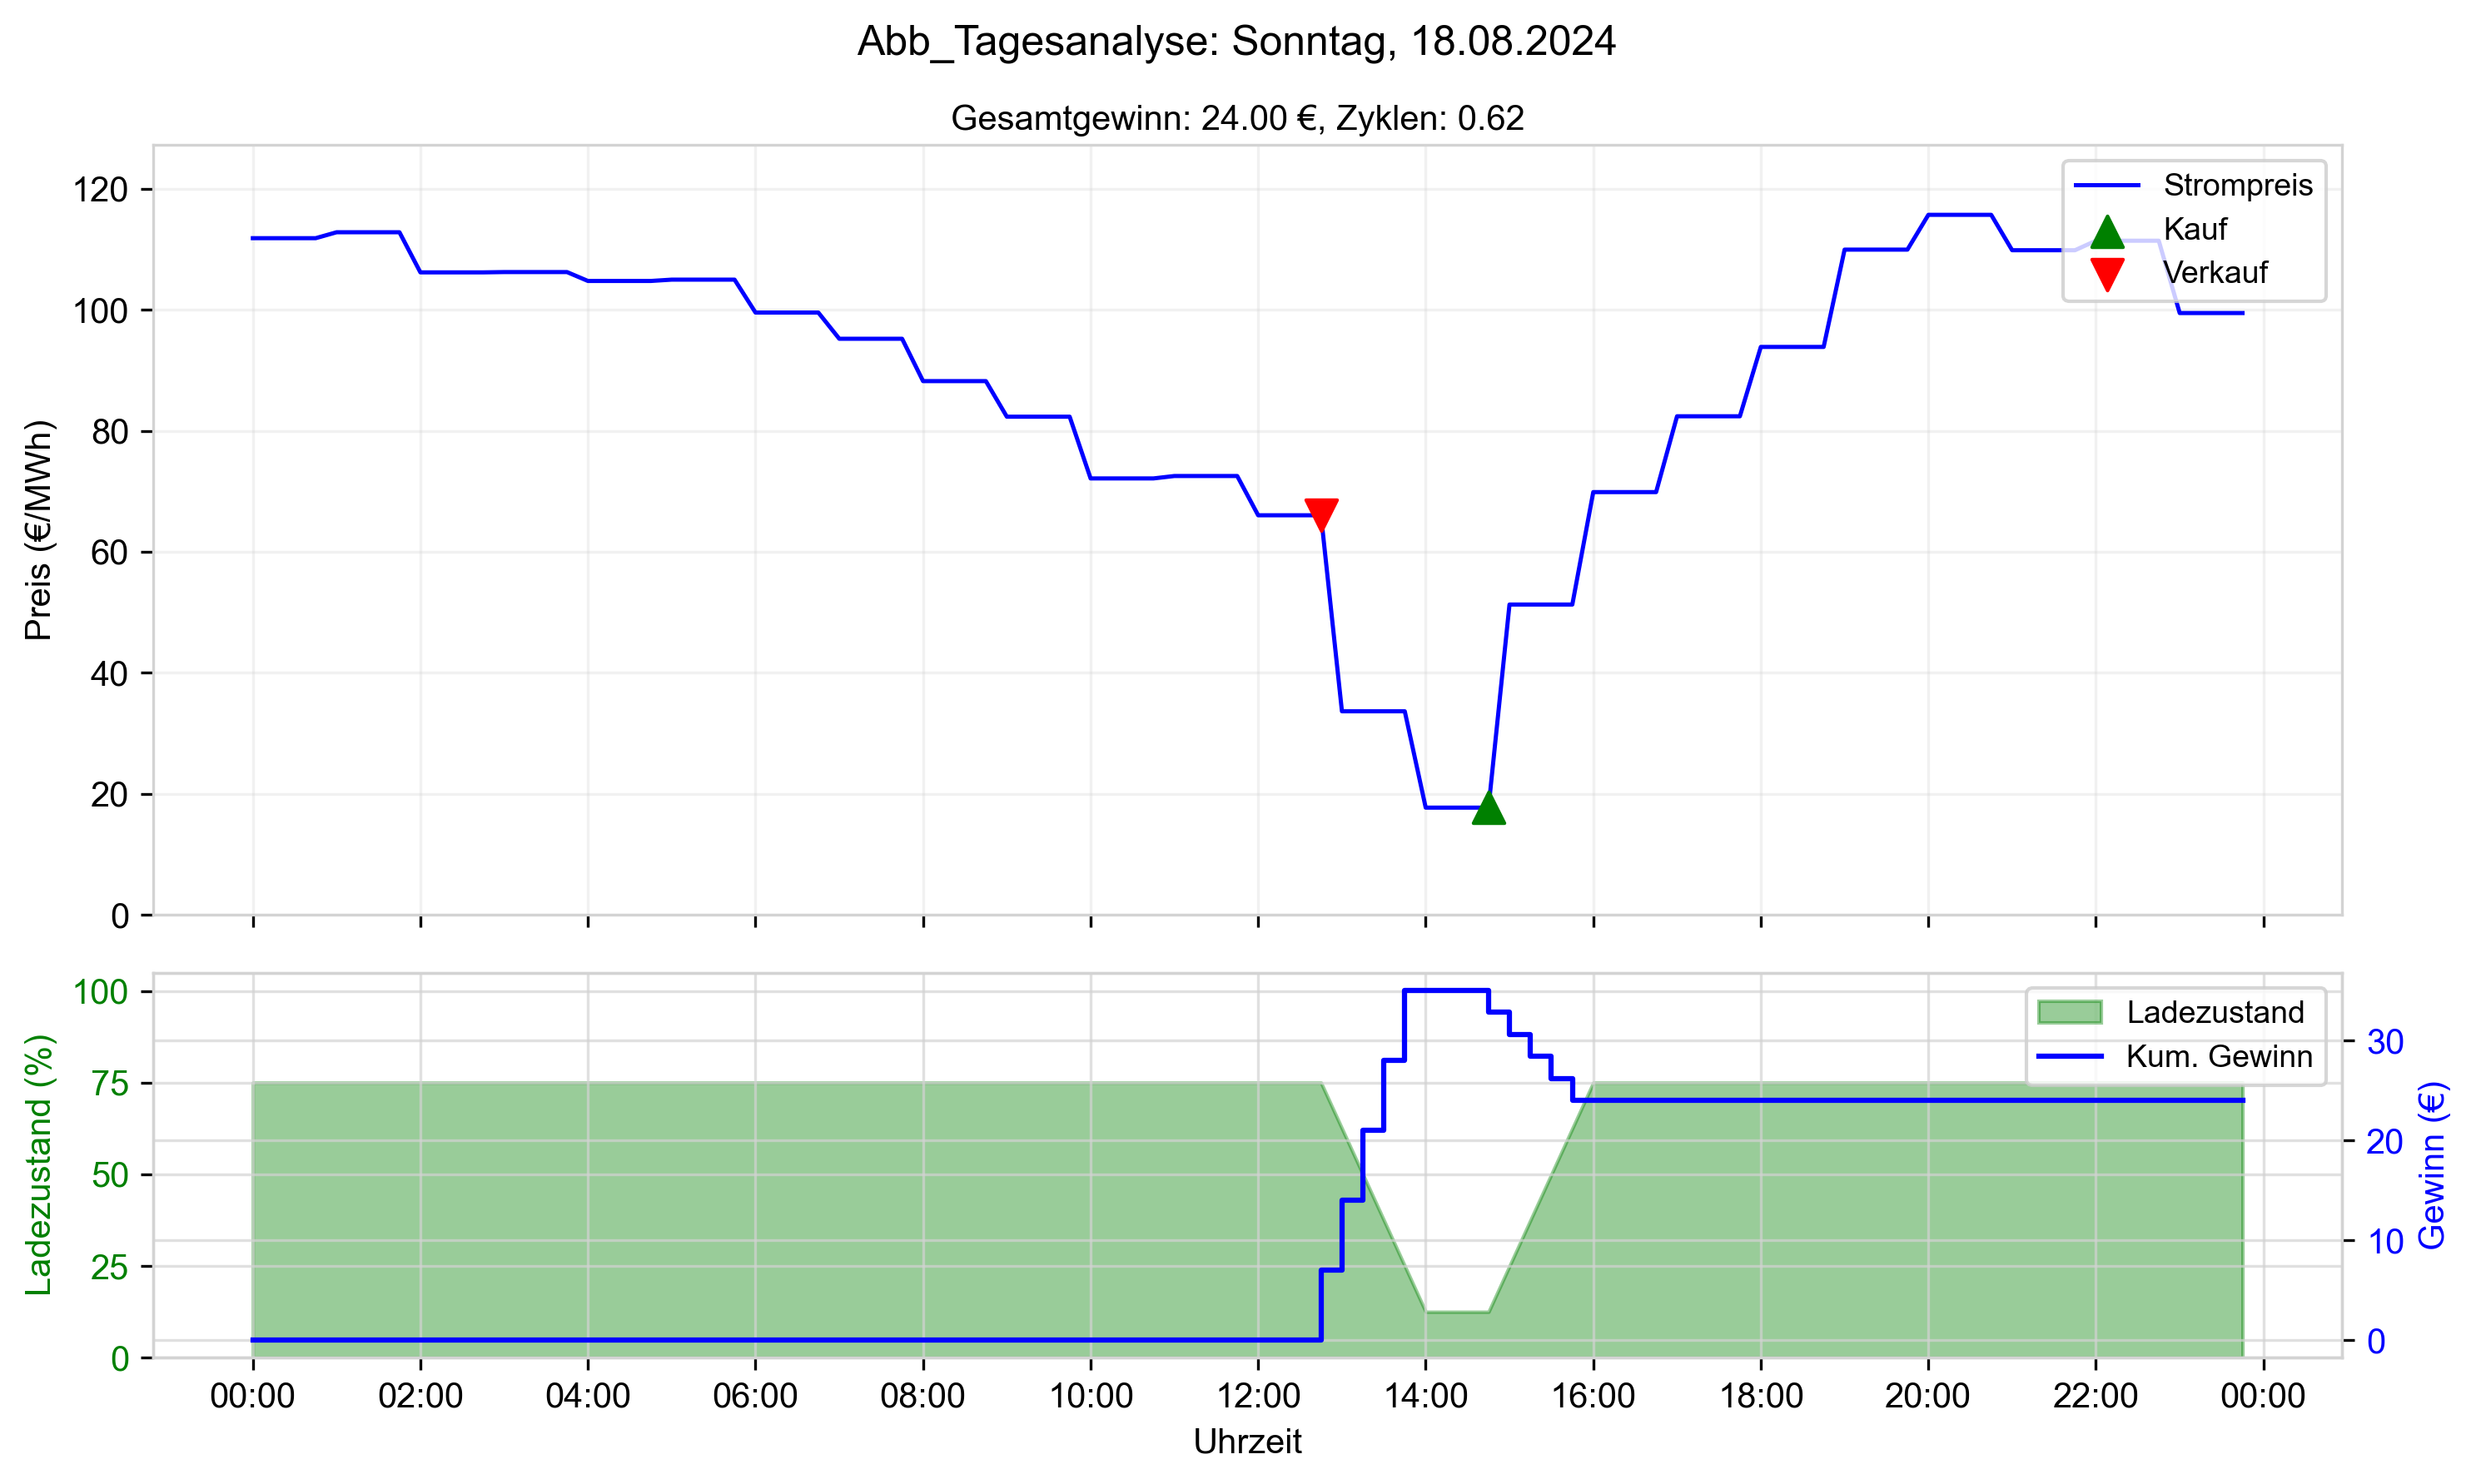 Abb_Tagesanalyse: Sonntag, 18.08.2024
Gesamtgewinn: 24.00 €, Zyklen: 0.62
Preis (€/MWh)
120
100
80
60
40
20
0
Strompreis
Kauf
Verkauf
Ladezustand (%)
100
75
50
25
0
Ladezustand
Kum. Gewinn
30
20
10
0
Gewinn (€)
00:00 02:00 04:00 06:00 08:00 10:00 12:00 14:00 16:00 18:00 20:00 22:00 00:00
Uhrzeit